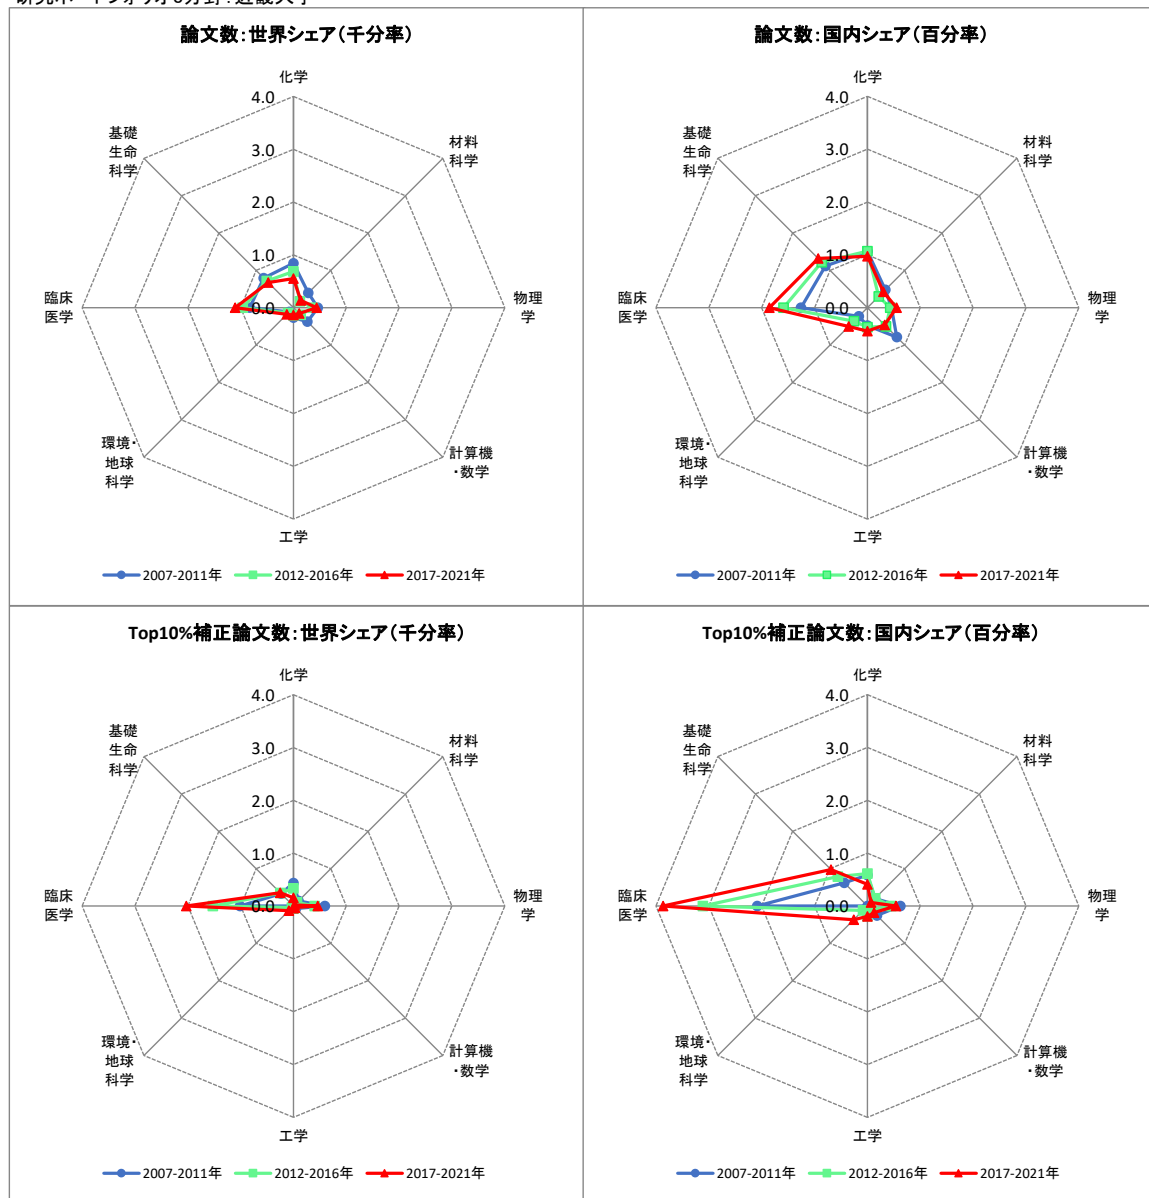 論文数：世界シェア（千分率）
化学
4.0
3.0
2.0
1.0
0.0
材料
科学
物理
学
計算機
・数学
工学
環境・
地球
科学
臨床
医学
基礎
生命
科学
2007-2011年
2012-2016年
2017-2021年
論文数：国内シェア（百分率）
化学
4.0
3.0
2.0
1.0
0.0
材料
科学
物理
学
計算機
・数学
工学
環境・
地球
科学
臨床
医学
基礎
生命
科学
2007-2011年
2012-2016年
2017-2021年
Top10%補正論文数：世界シェア（千分率）
化学
4.0
3.0
2.0
1.0
0.0
材料
科学
物理
学
計算機
・数学
工学
環境・
地球
科学
臨床
医学
基礎
生命
科学
2007-2011年
2012-2016年
2017-2021年
Top10%補正論文数：国内シェア（百分率）
化学
4.0
3.0
2.0
1.0
0.0
材料
科学
物理
学
計算機
・数学
工学
環境・
地球
科学
臨床
医学
基礎
生命
科学
2007-2011年
2012-2016年
2017-2021年